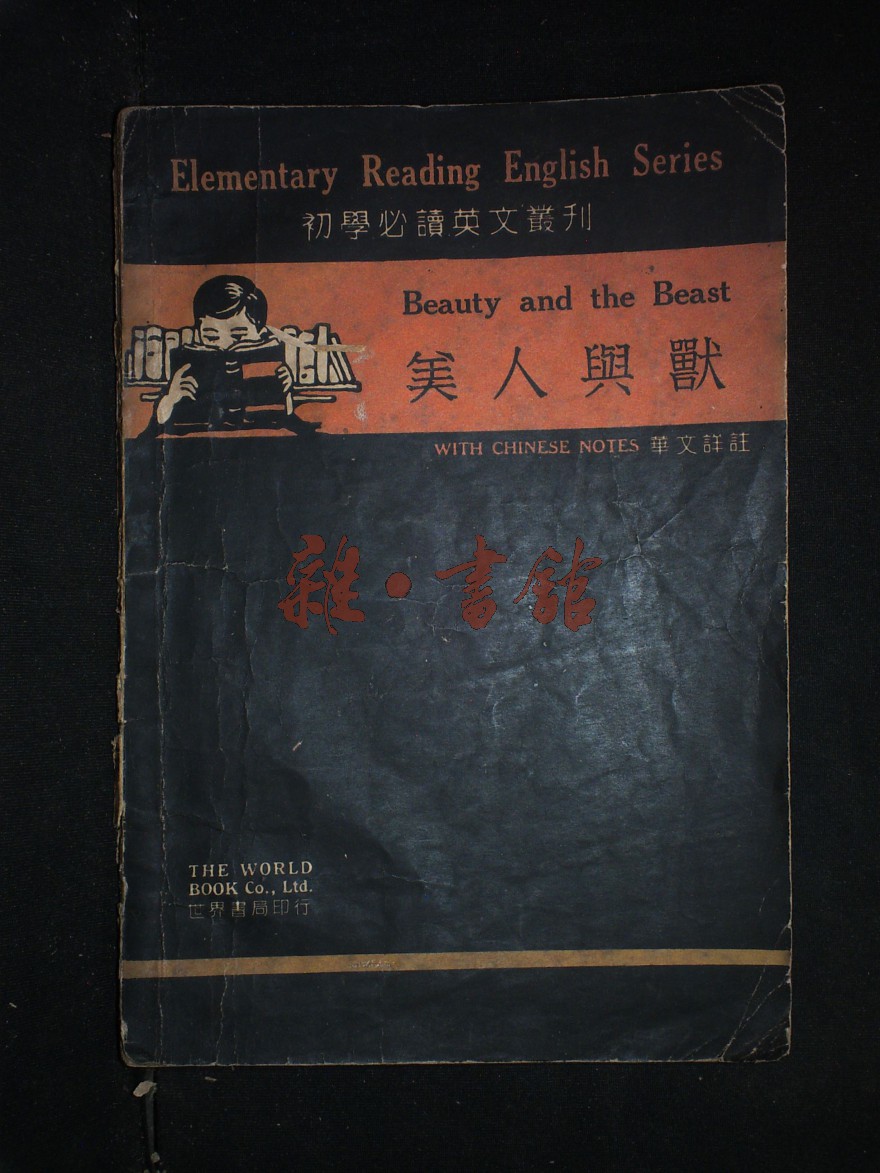 Elementary Reading English Series
初學必讀英文叢刊
Beauty and the Beast
美人與獸
WITH CHINESE NOTES 華文詳註
雜·書館
THE WORLD
BOOK Co., Ltd.
世界書局印行